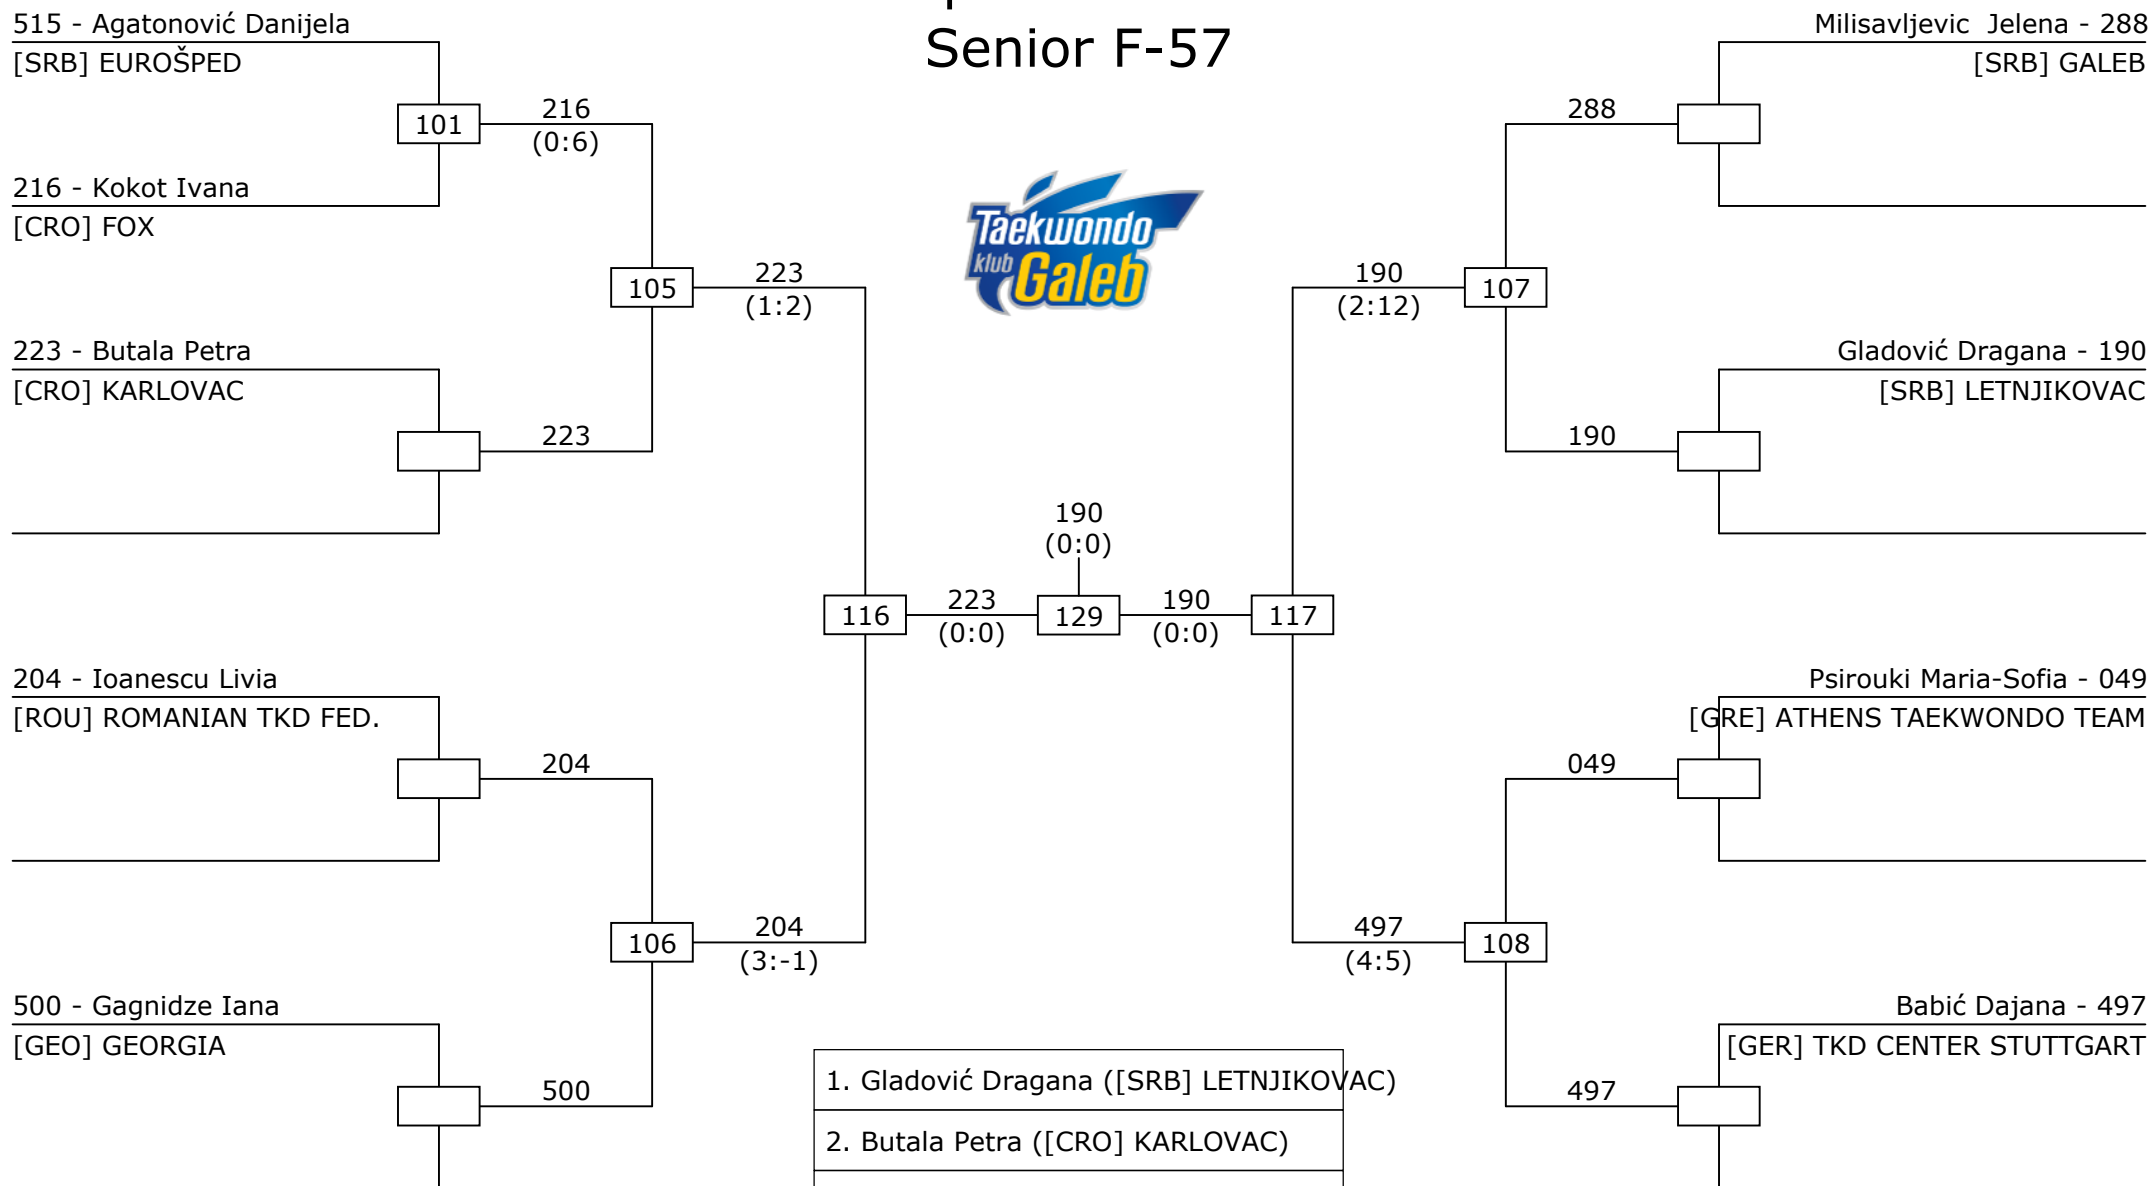 Senior F-57
515 - Agatonović Danijela
[SRB] EUROŠPED
101
216
(0:6)
216 - Kokot Ivana
[CRO] FOX
105
223
(1:2)
223 - Butala Petra
[CRO] KARLOVAC
223
204 - Ioanescu Livia
[ROU] ROMANIAN TKD FED.
204
106
204
(3:-1)
500 - Gagnidze Iana
[GEO] GEORGIA
500
Taekwondo
klub Galeb
116
223
(0:0)
190
(0:0)
129
190
(0:0)
117
Milisavljevic  Jelena - 288
[SRB] GALEB
288
190
(2:12)
107
Gladović Dragana - 190
[SRB] LETNJIKOVAC
190
Psirouki Maria-Sofia - 049
[GRE] ATHENS TAEKWONDO TEAM
049
497
(4:5)
108
Babić Dajana - 497
[GER] TKD CENTER STUTTGART
497
1. Gladović Dragana ([SRB] LETNJIKOVAC)
2. Butala Petra ([CRO] KARLOVAC)